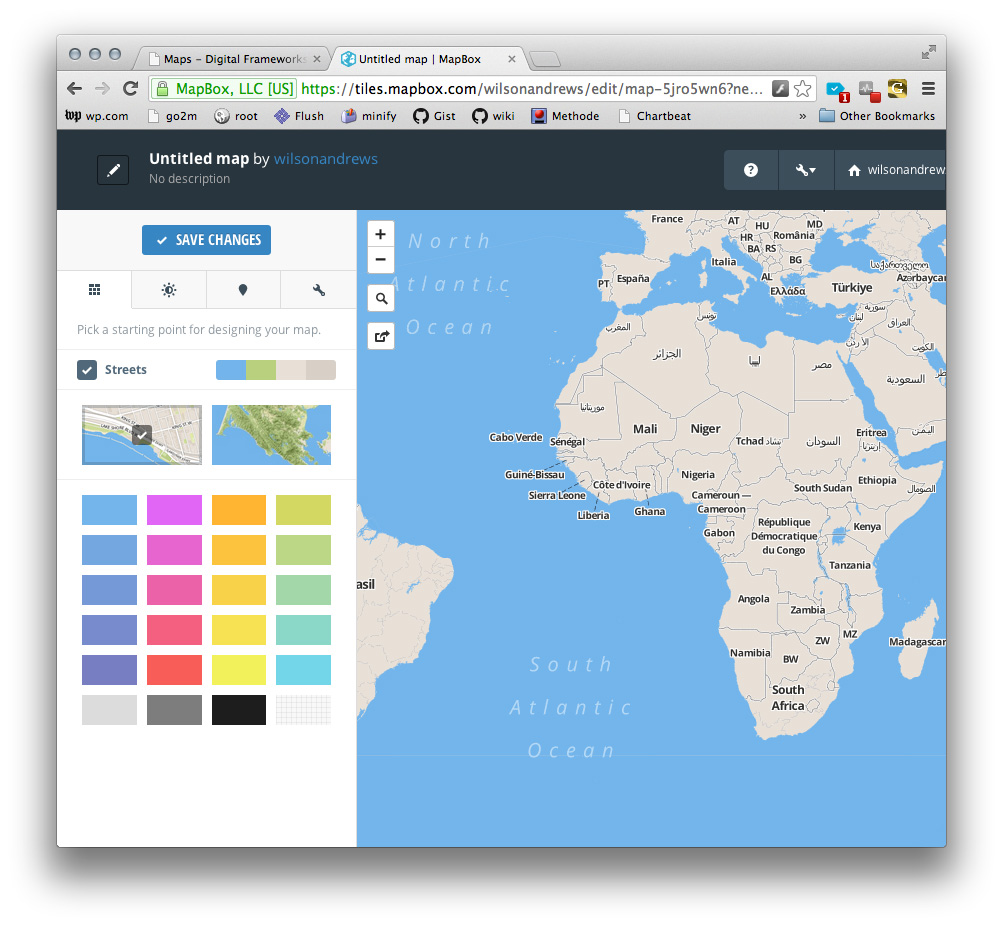 Maps – Digital Frameworks
Untitled map | MapBox
MapBox, LLC [US] https://tiles.mapbox.com/wilsonandrews/edit/map-5jro5wn6?ne...
wp.com go2m root Flush minify Gist wiki Methode Chartbeat » Other Bookmarks
Untitled map by wilsonandrews
No description
? wilsonandrew
SAVE CHANGES
Pick a starting point for designing your map.
Streets
+
−
North
Atlantic
Ocean
France
AT
HU
MD
HR
România
BA
RS
Italia
BG
PT
España
AL
Ελλάδα
საქართველო
Azərbaycan
Türkiye
تونس
المغرب
سورية
لبنان
العراق
الأردن
الجزائر
ليبيا
مصر
الكويت
السعودية
موريتانيا
Mali
Niger
Cabo Verde
Sénégal
Tchad تشاد
السودان
Eritrea
إريتريا
اليمن
Guiné-Bissau
Côte d'Ivoire
Nigeria
South Sudan
Ethiopia
الصومال
Sierra Leone
Cameroon —
Cameroon
Liberia
Ghana
Gabon
République
Démocratique
du Congo
Kenya
Tanzania
asil
Angola
Zambia
MZ
ZW
Madagascar
Namibia
BW
South
Africa
South
Atlantic
Ocean